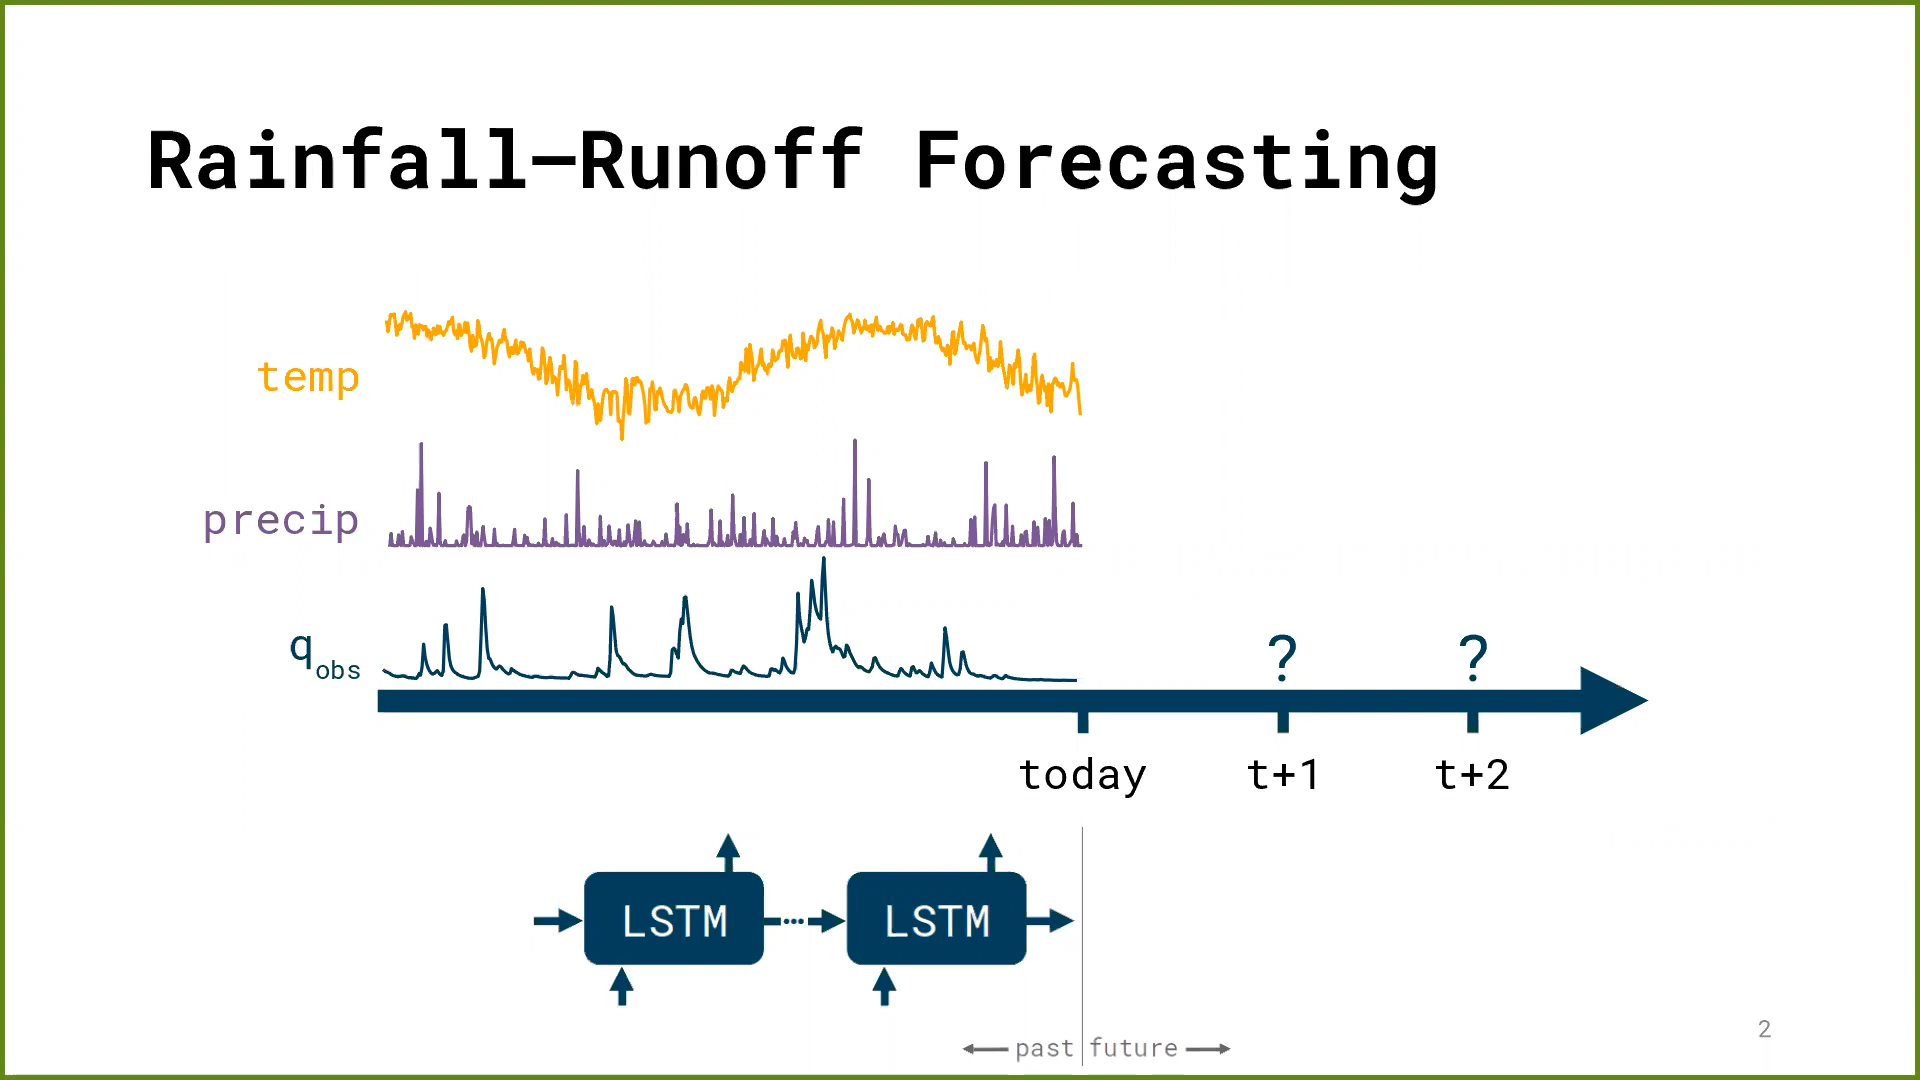 Rainfall—Runoff Forecasting
temp
precip
qobs
? ?
today t+1 t+2
LSTM ... LSTM
past future
2